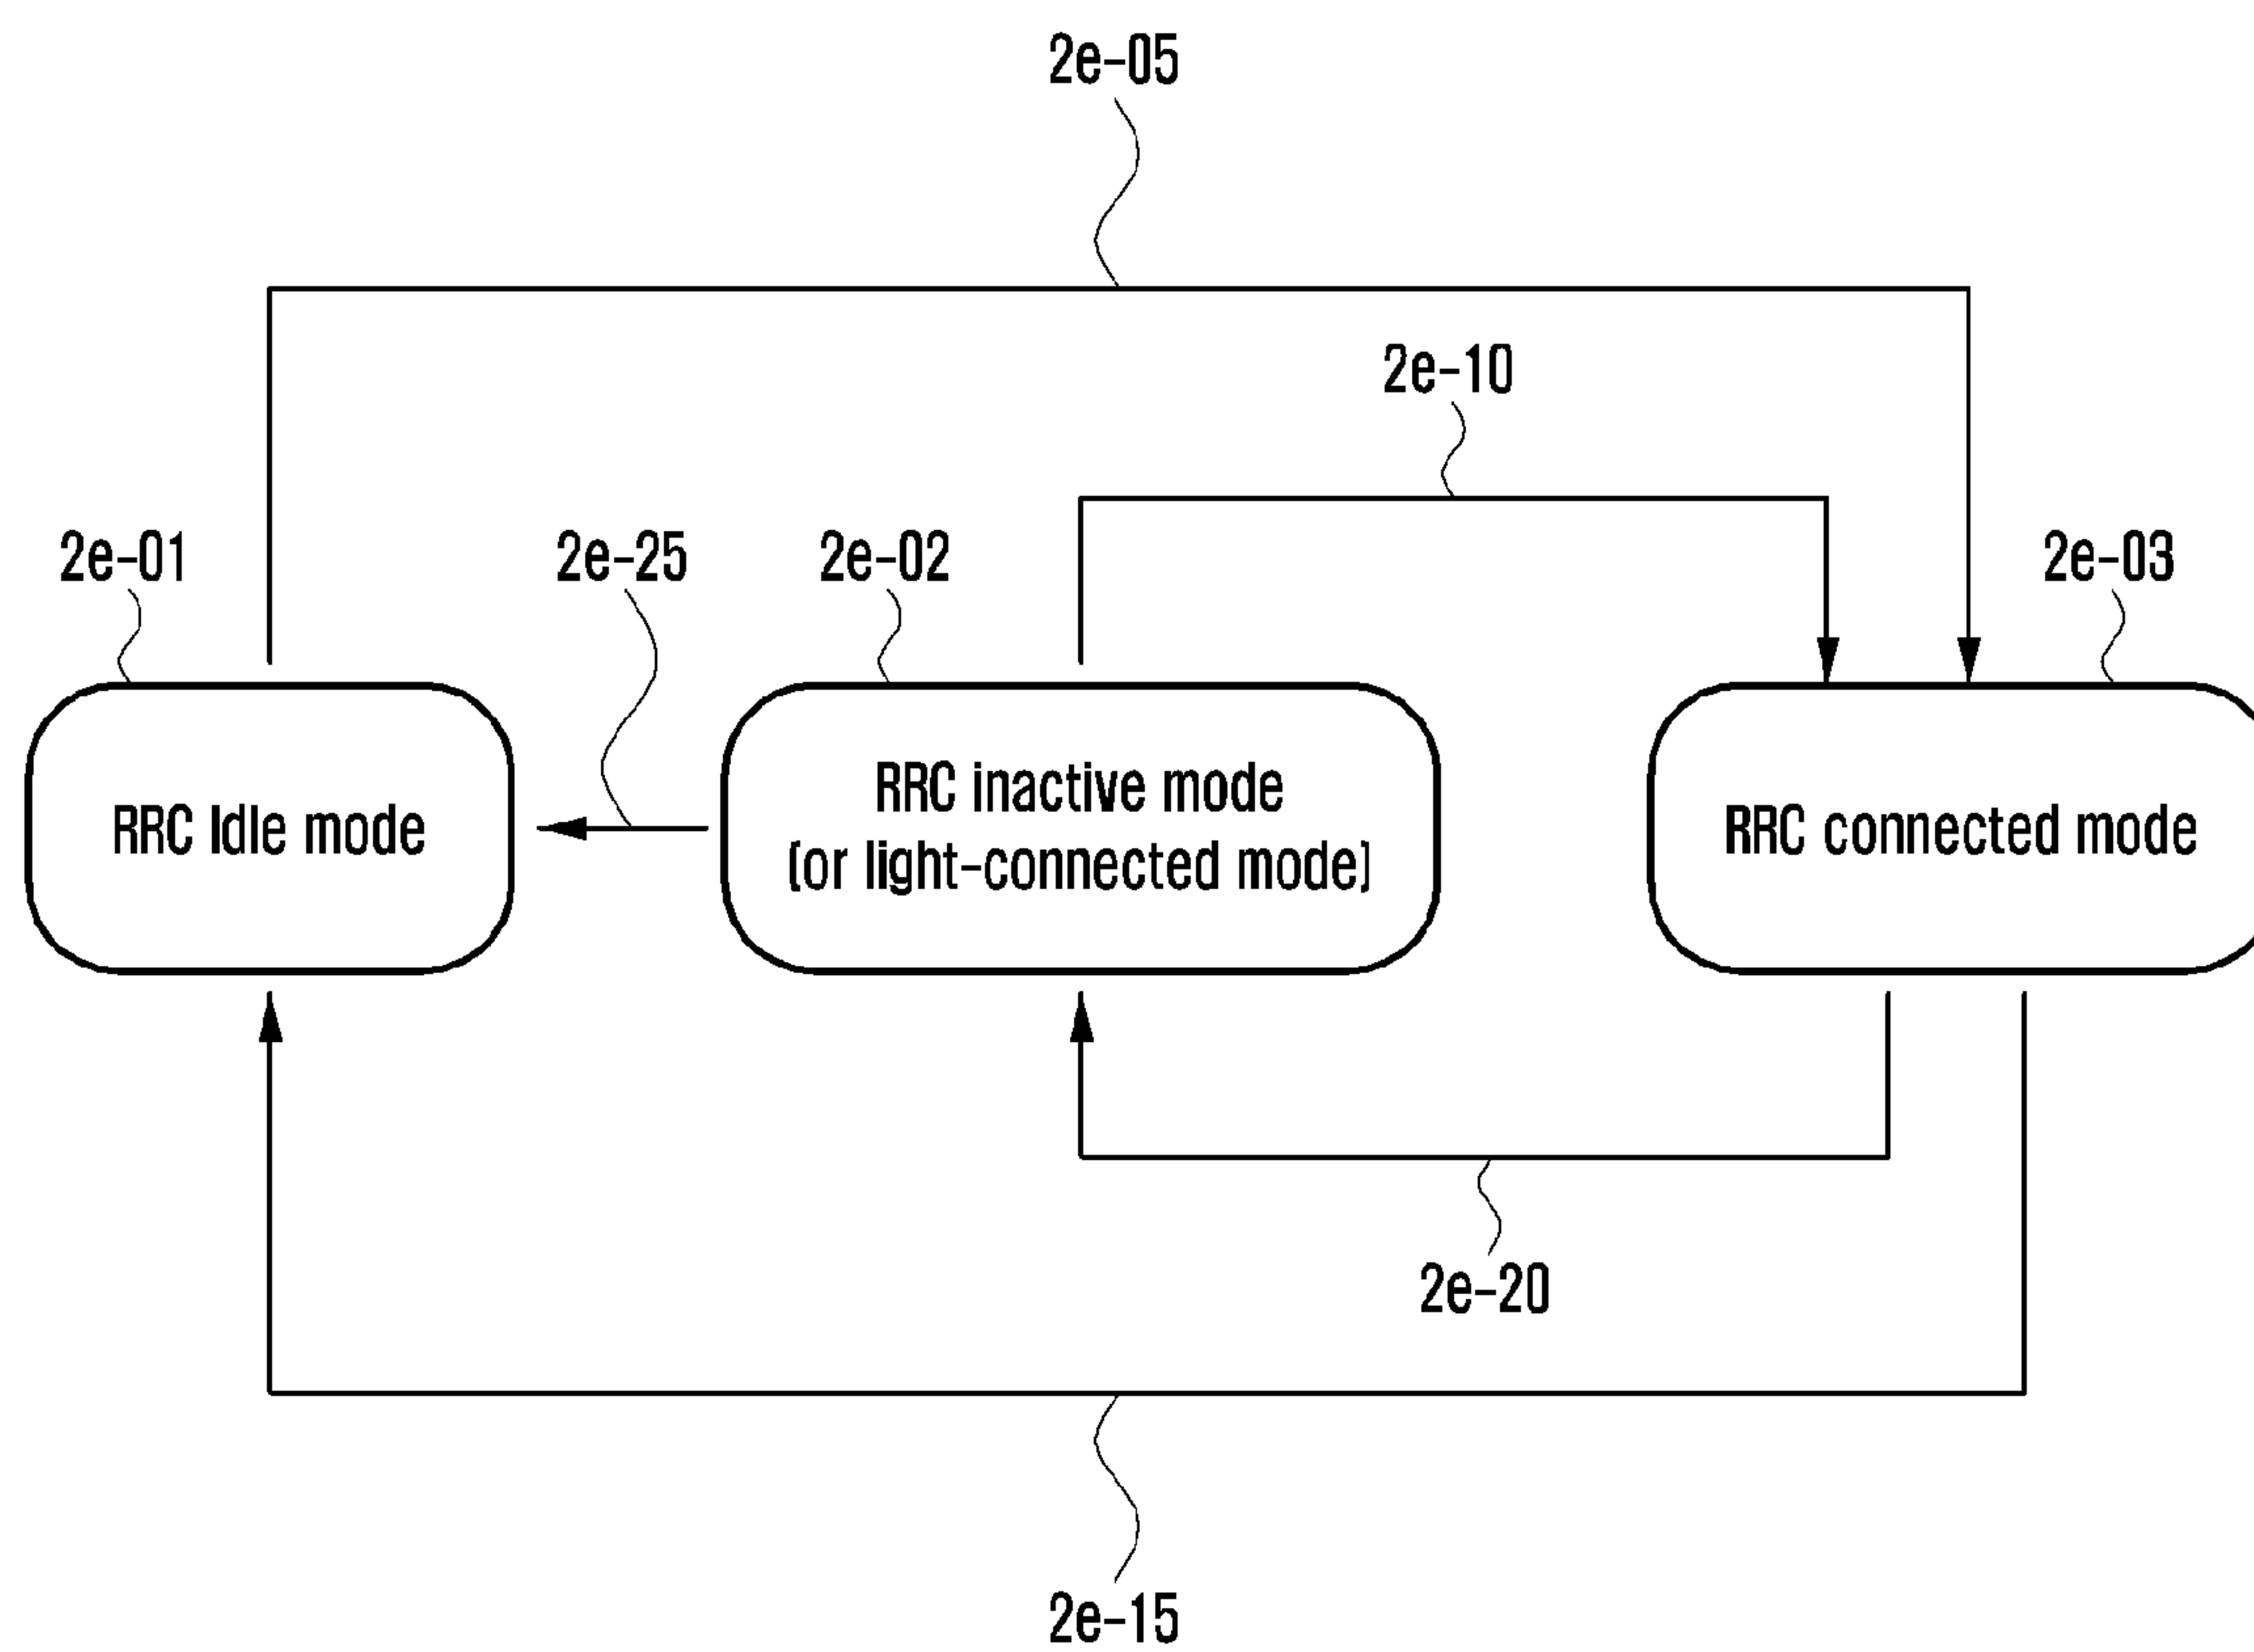 2e-05
2e-10
2e-01
2e-25
2e-02
2e-03
RRC Idle mode
RRC inactive mode
(or light-connected mode)
RRC connected mode
2e-20
2e-15